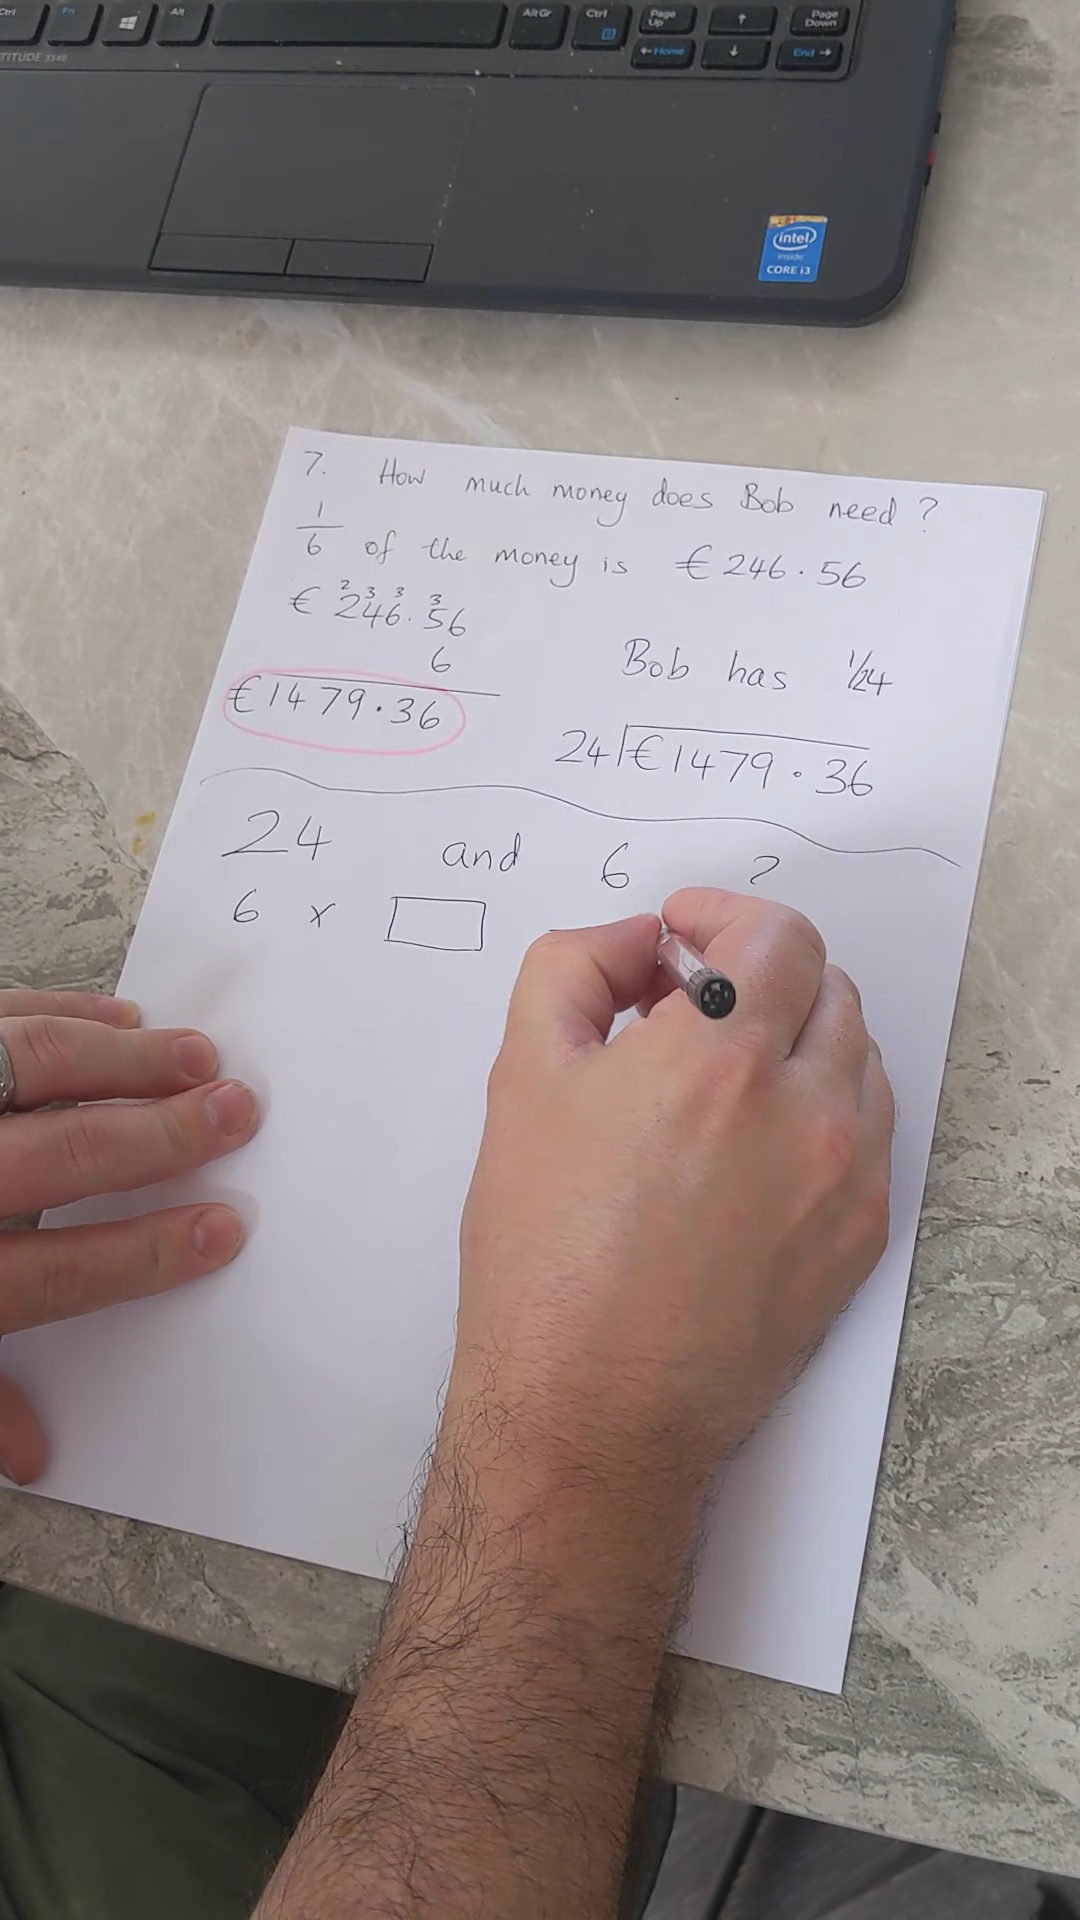 Ctrl Fn Alt Alt Gr Ctrl Page Up ↑ Page Down
← Home ↓ End →
TITUDE 3340
intel
inside
CORE i3
7. How much money does Bob need ?
1/6 of the money is €246.56
2 3 3 3
€ 246.56
6
€1479.36
Bob has 1/24
24 €1479.36
24 and 6 ?
6 x